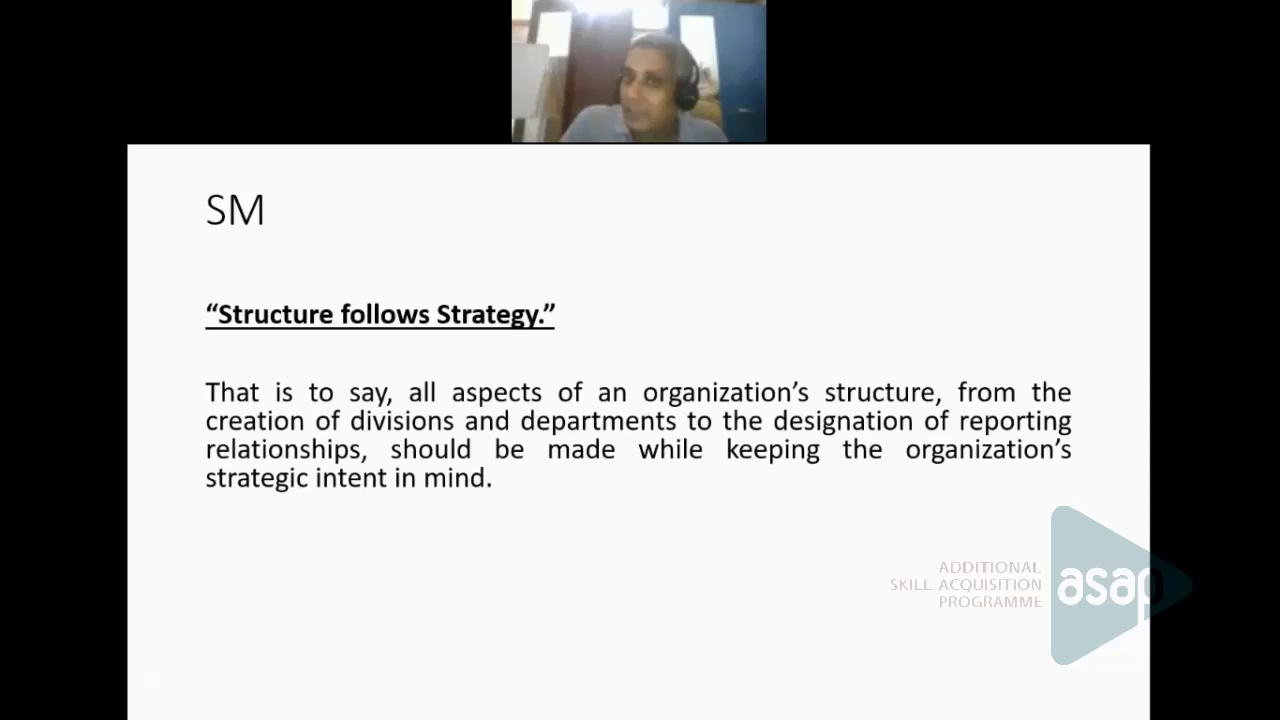 SM
“Structure follows Strategy.”
That is to say, all aspects of an organization’s structure, from the
creation of divisions and departments to the designation of reporting
relationships, should be made while keeping the organization’s
strategic intent in mind.
ADDITIONAL
SKILL ACQUISITION
PROGRAMME
asap